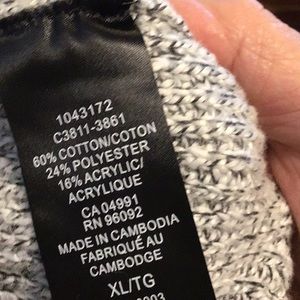 1043172
C3811-3861
60% COTTON/COTON
24% POLYESTER
16% ACRYLIC/
ACRYLIQUE
CA 04991
RN 96092
MADE IN CAMBODIA
FABRIQUÉ AU
CAMBODGE
XL/TG